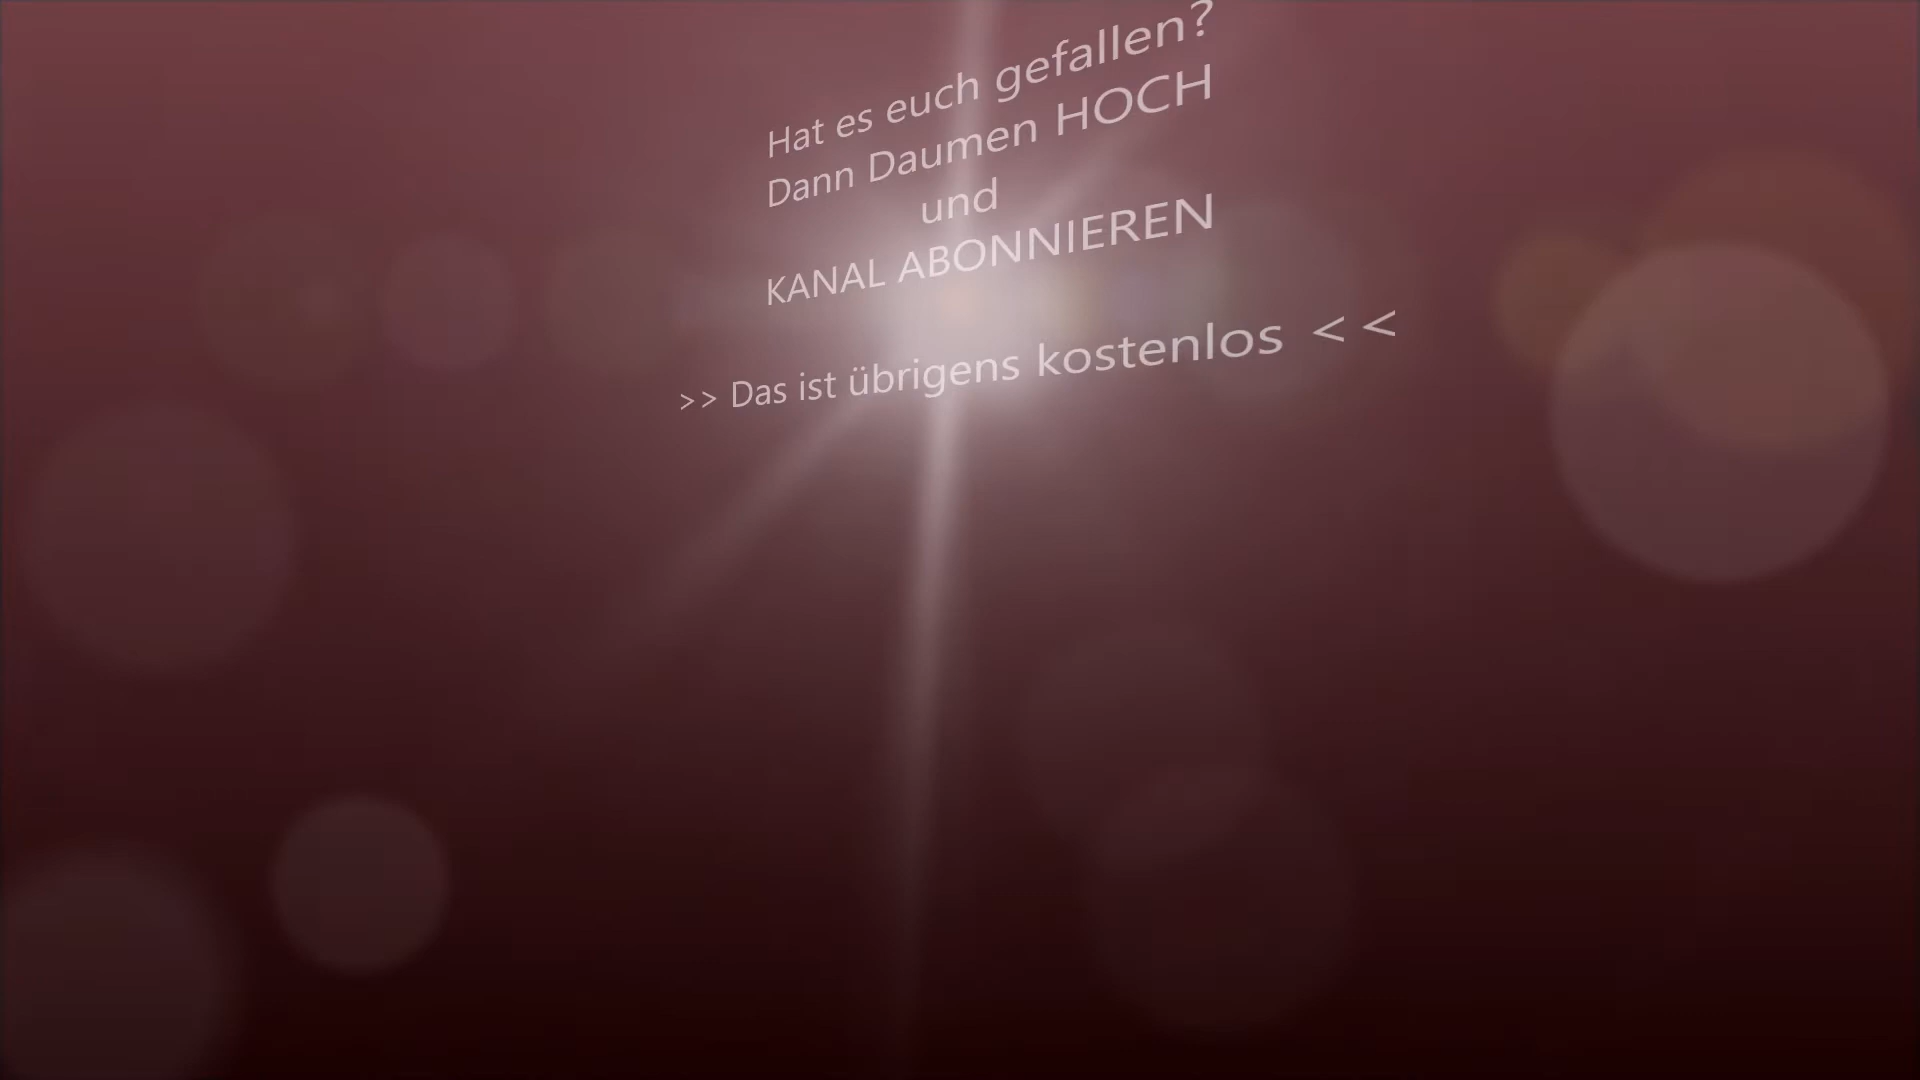 Hat es euch gefallen?
Dann Daumen HOCH
und
KANAL ABONNIEREN
>> Das ist übrigens kostenlos <<